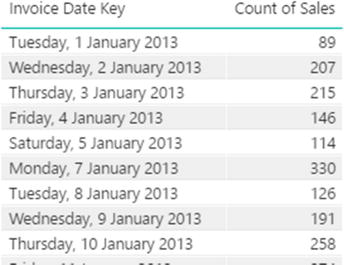 Invoice Date Key Count of Sales
Tuesday, 1 January 2013 89
Wednesday, 2 January 2013 207
Thursday, 3 January 2013 215
Friday, 4 January 2013 146
Saturday, 5 January 2013 114
Monday, 7 January 2013 330
Tuesday, 8 January 2013 126
Wednesday, 9 January 2013 191
Thursday, 10 January 2013 258